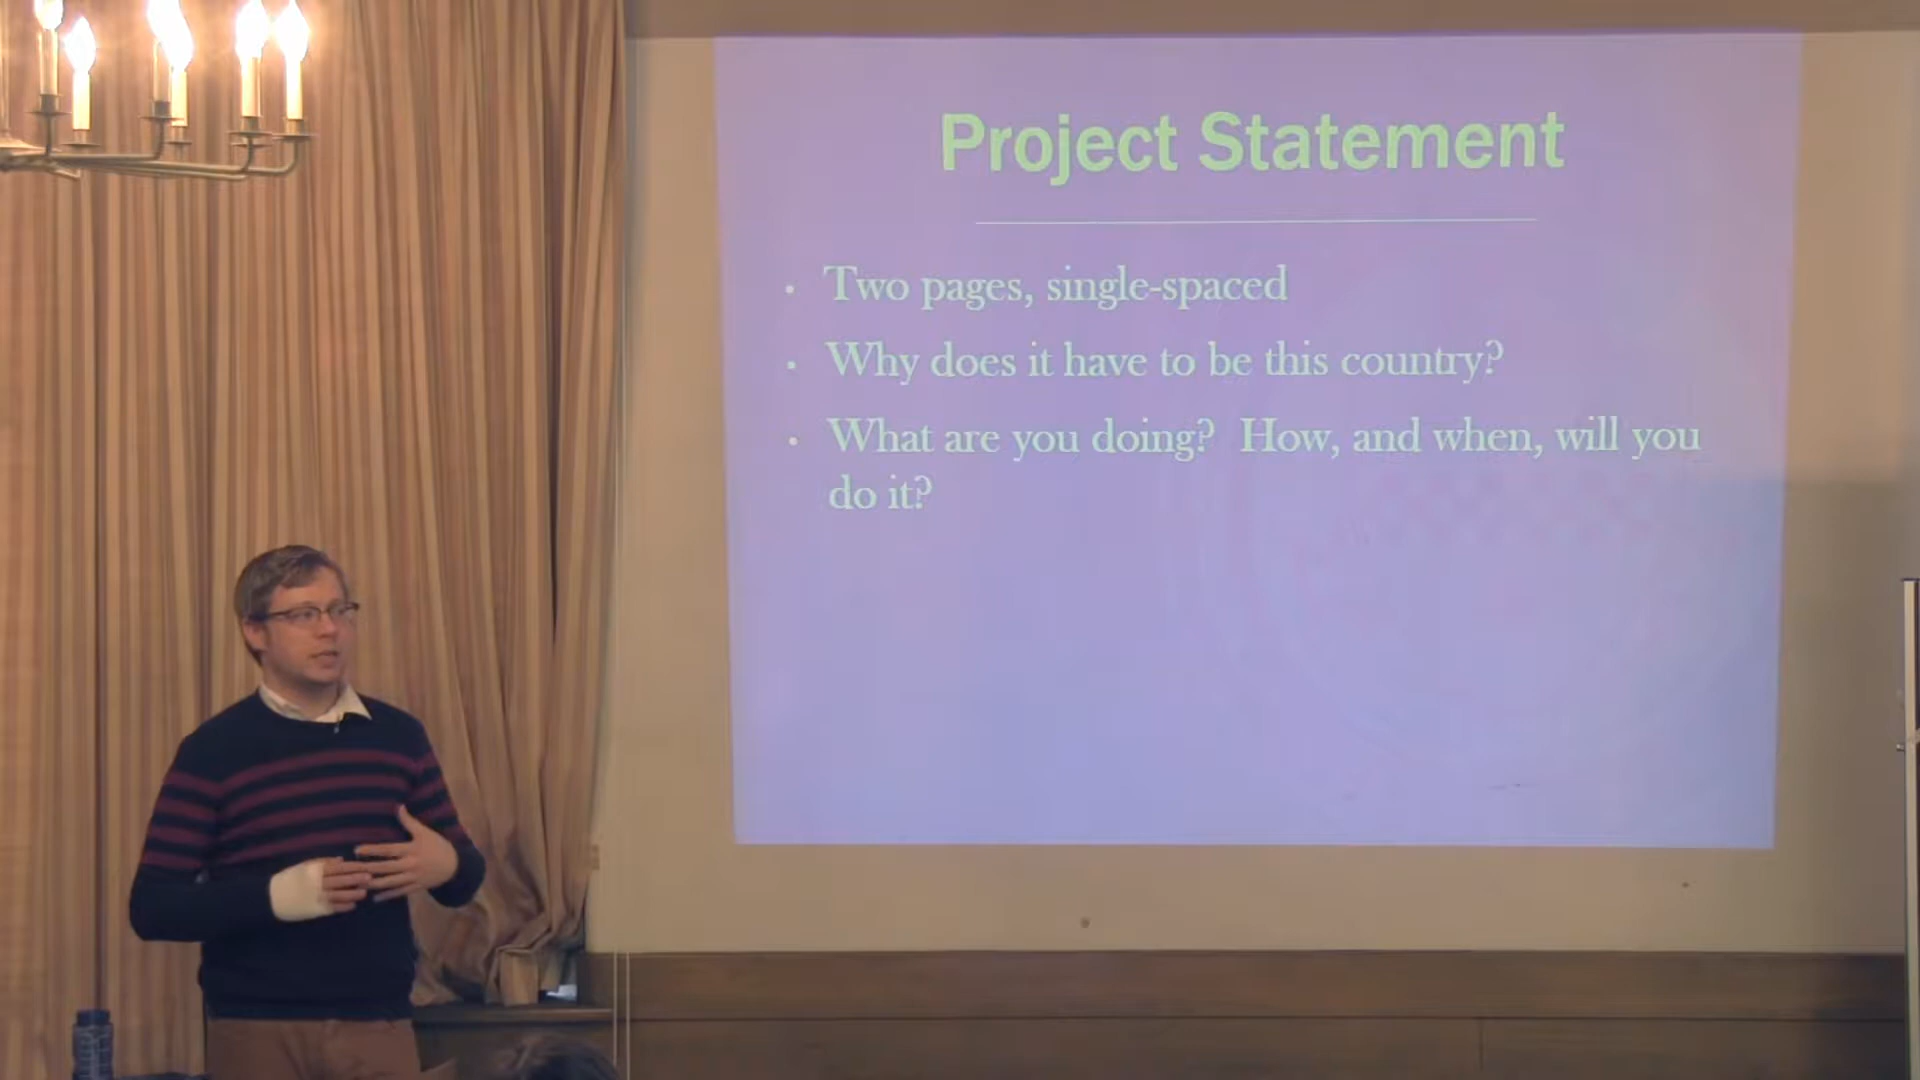 Project Statement
• Two pages, single-spaced
• Why does it have to be this country?
• What are you doing?  How, and when, will you
do it?